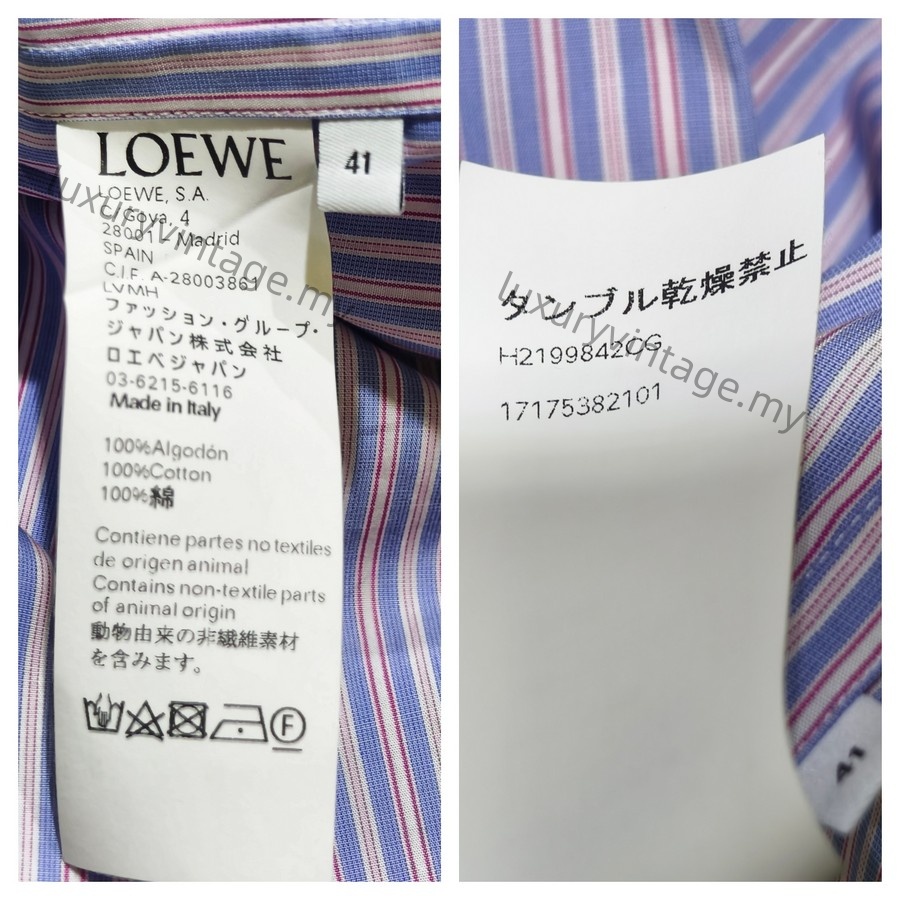 LOEWE
41
LOEWE, S.A.
C/Goya, 4
28001 - Madrid
SPAIN
C.I.F. A-28003861
LVMH
ファッション・グループ・
ジャパン株式会社
ロエベジャパン
03-6215-6116
Made in Italy
100%Algodón
100%Cotton
100%綿
Contiene partes no textiles
de origen animal
Contains non-textile parts
of animal origin
動物由来の非繊維素材
を含みます。
F
luxuryvintage.my
タンブル乾燥禁止
H2199842CG
17175382101
luxuryvintage.my
41